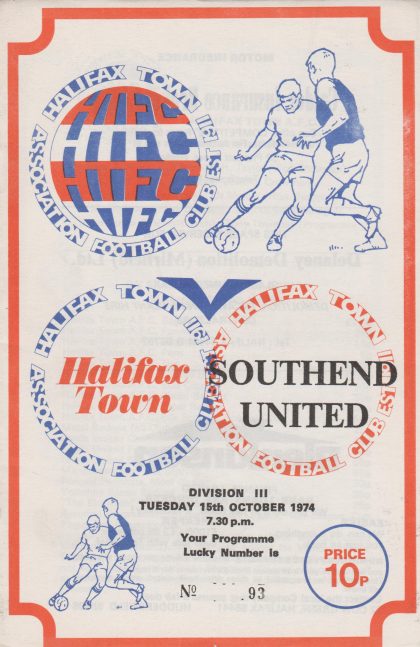 HALIFAX TOWN
ASSOCIATION FOOTBALL CLUB EST 1911
HTFC
HTFC
HTFC
HTFC
HALIFAX TOWN 1911
ASSOCIATION FOOTBALL CLUB
HALIFAX TOWN 1911
ASSOCIATION FOOTBALL CLUB EST
Halifax
Town
SOUTHEND
UNITED
DIVISION III
TUESDAY 15th OCTOBER 1974
7.30 p.m.
Your Programme
Lucky Number is
No 93
PRICE
10p